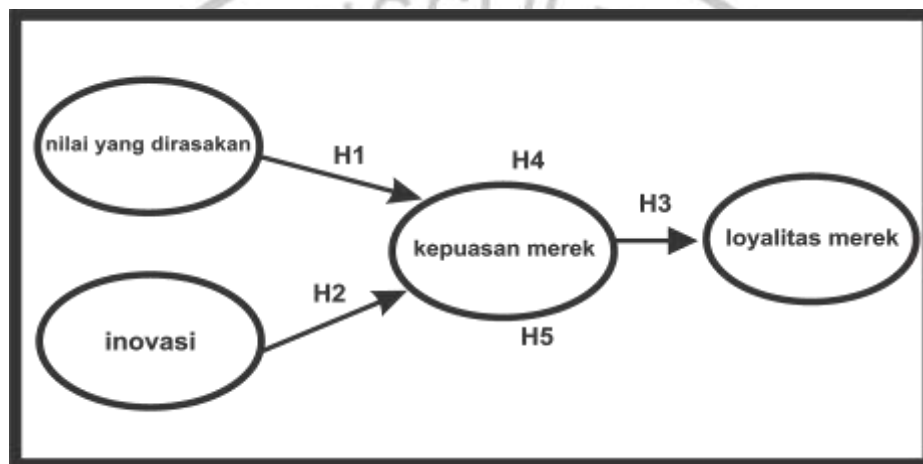 nilai yang dirasakan
H1
H4
H3
kepuasan merek
loyalitas merek
H2
inovasi
H5